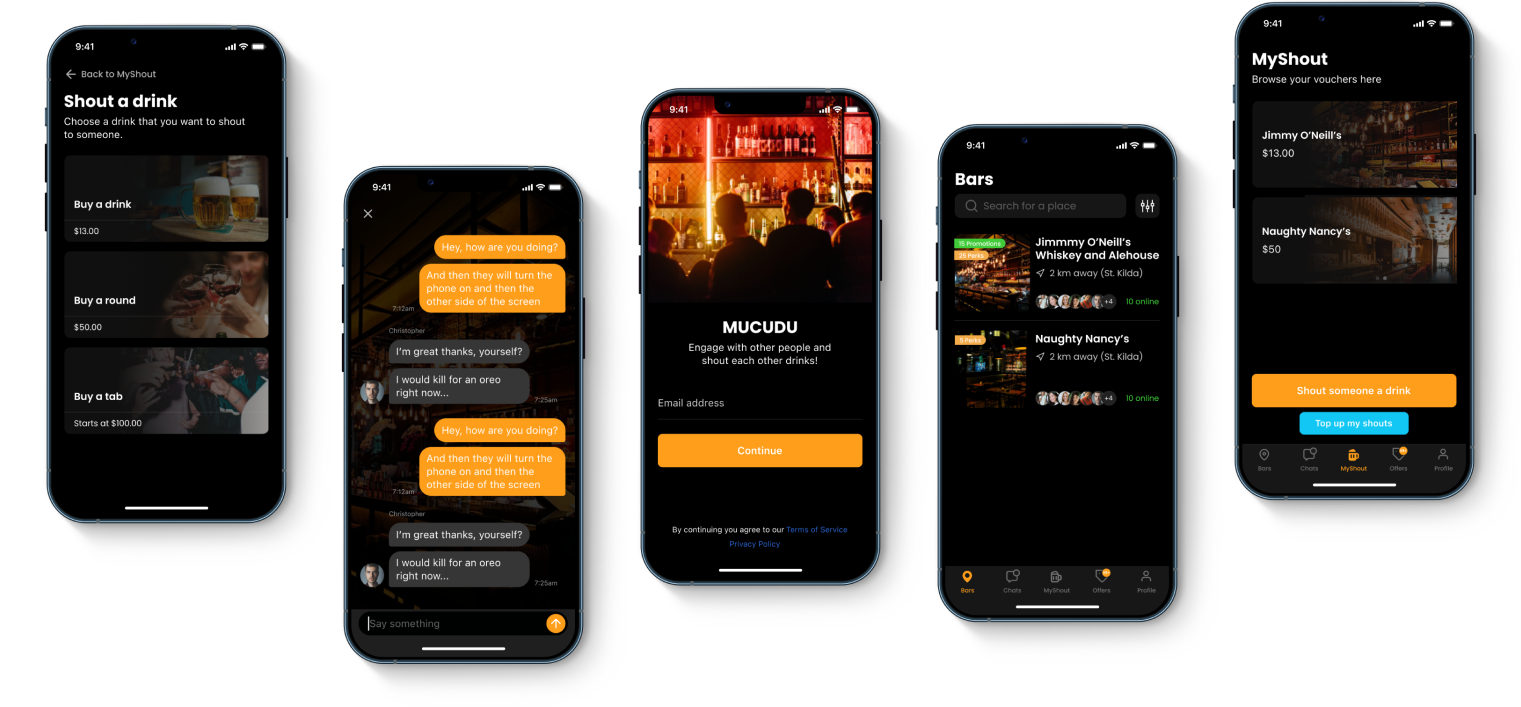 9:41
Back to MyShout
Shout a drink
Choose a drink that you want to shout
to someone.
Buy a drink
$13.00
Buy a round
$50.00
Buy a tab
Starts at $100.00
9:41
Hey, how are you doing?
And then they will turn the
phone on and then the
other side of the screen
7:12am
Christopher
I'm great thanks, yourself?
I would kill for an oreo
right now...
7:25am
Hey, how are you doing?
And then they will turn the
phone on and then the
other side of the screen
7:12am
Christopher
I'm great thanks, yourself?
I would kill for an oreo
right now...
7:25am
Say something
9:41
MUCUDU
Engage with other people and
shout each other drinks!
Email address
Continue
By continuing you agree to our Terms of Service
Privacy Policy
9:41
Bars
Search for a place
15 Promotions
25 Perks
Jimmmy O'Neill's
Whiskey and Alehouse
2 km away (St. Kilda)
+4
10 online
5 Perks
Naughty Nancy's
2 km away (St. Kilda)
+4
10 online
Bars
Chats
MyShout
Offers
Profile
9:41
MyShout
Browse your vouchers here
Jimmy O'Neill's
$13.00
Naughty Nancy's
$50
Shout someone a drink
Top up my shouts
Bars
Chats
MyShout
Offers
Profile